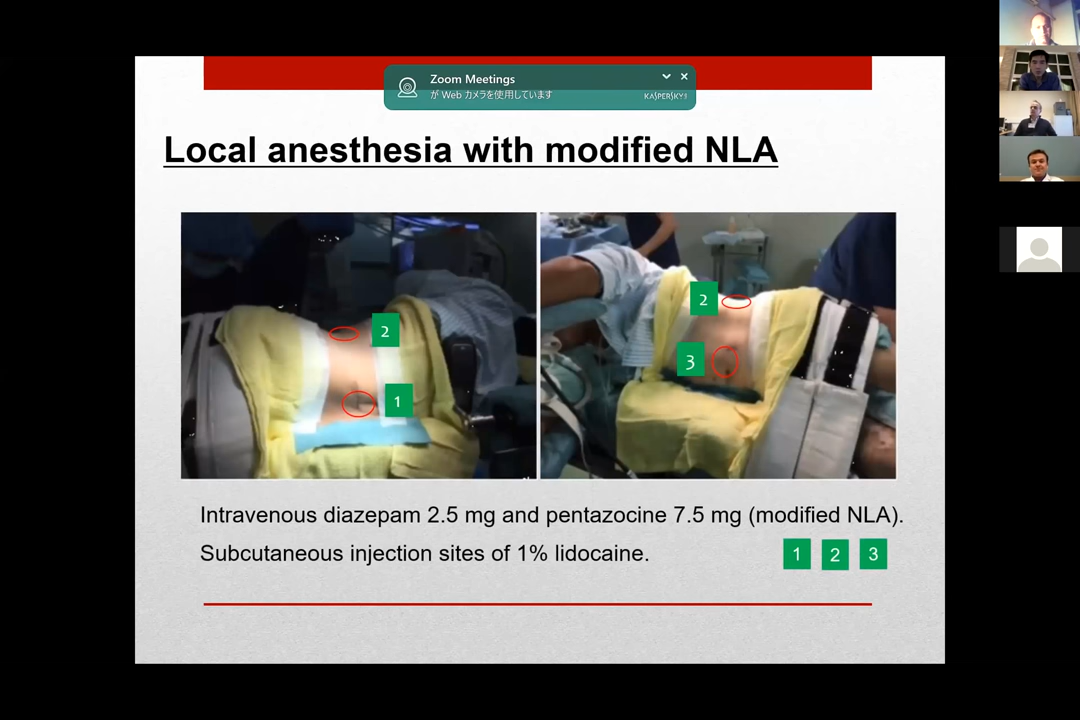 Zoom Meetings
が Web カメラを使用しています
KASPERSKY
Local anesthesia with modified NLA
2
1
2
3
Intravenous diazepam 2.5 mg and pentazocine 7.5 mg (modified NLA).
Subcutaneous injection sites of 1% lidocaine.
1 2 3